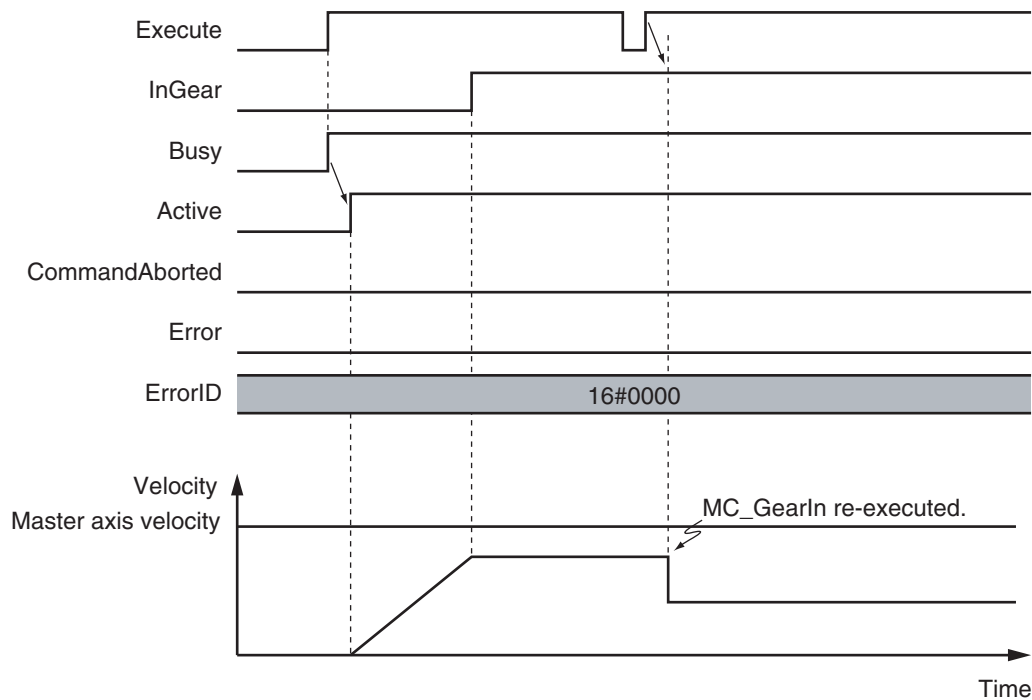 Execute
InGear
Busy
Active
CommandAborted
Error
ErrorID
16#0000
Velocity
Master axis velocity
MC_GearIn re-executed.
Time